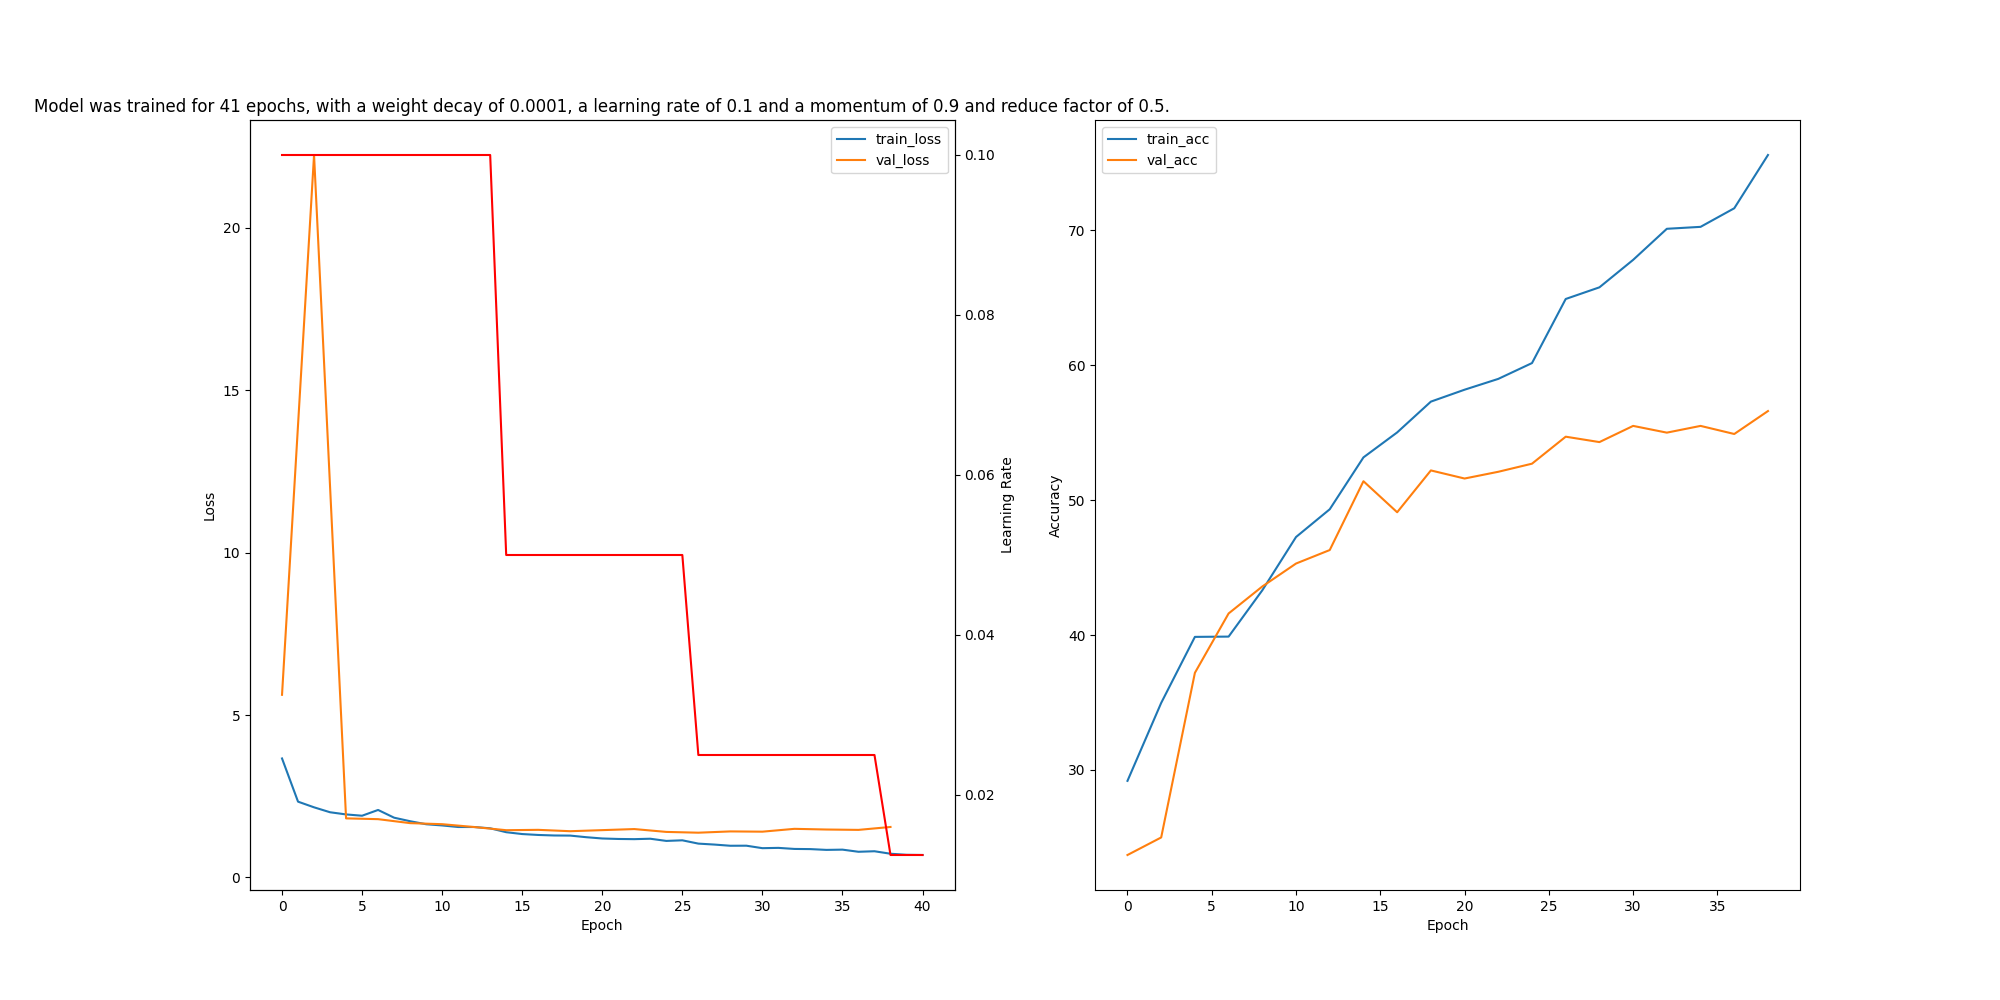 Model was trained for 41 epochs, with a weight decay of 0.0001, a learning rate of 0.1 and a momentum of 0.9 and reduce factor of 0.5.
train_loss
val_loss
20
15
10
5
0
Loss
0 5 10 15 20 25 30 35 40
Epoch
0.10
0.08
0.06
0.04
0.02
Learning Rate
train_acc
val_acc
70
60
50
40
30
Accuracy
0 5 10 15 20 25 30 35
Epoch